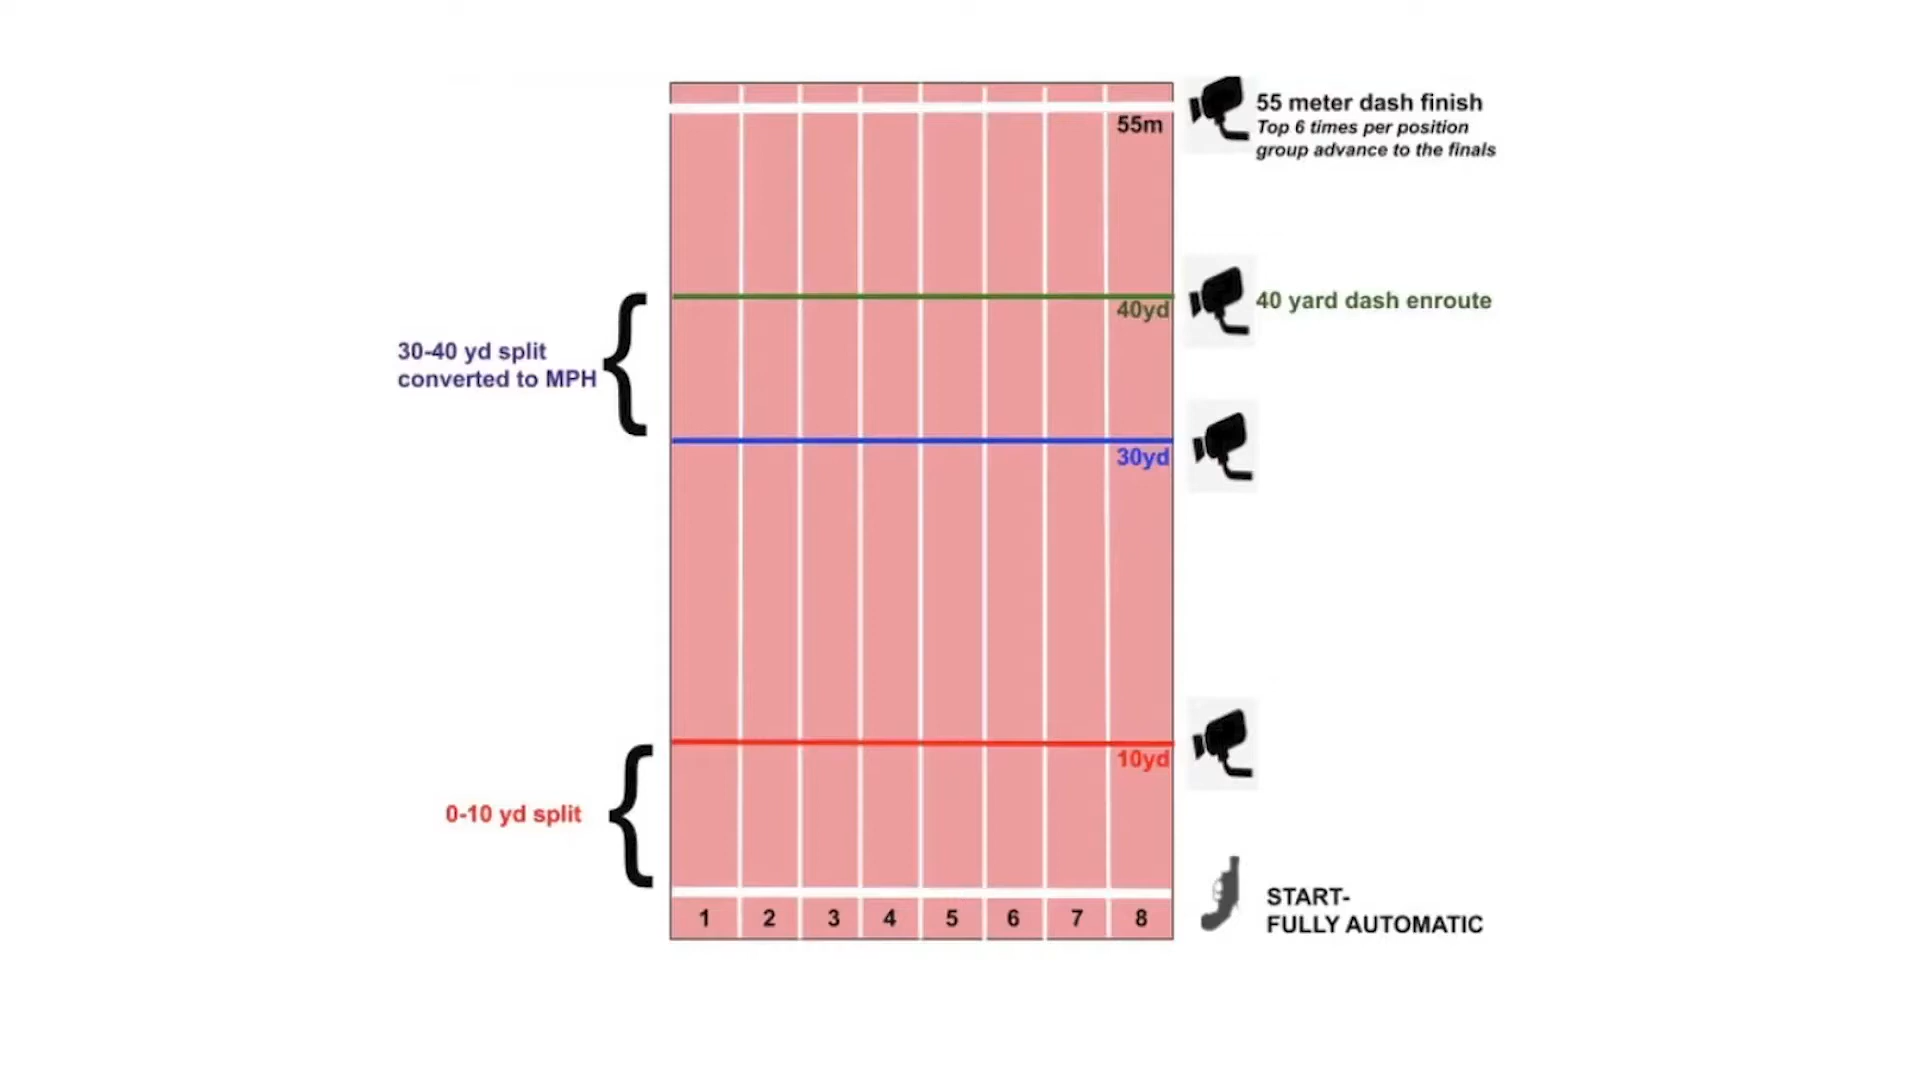 55 meter dash finish
Top 6 times per position
group advance to the finals
55m
40 yard dash enroute
40yd
30-40 yd split
converted to MPH
30yd
10yd
0-10 yd split
START-
FULLY AUTOMATIC
1 2 3 4 5 6 7 8